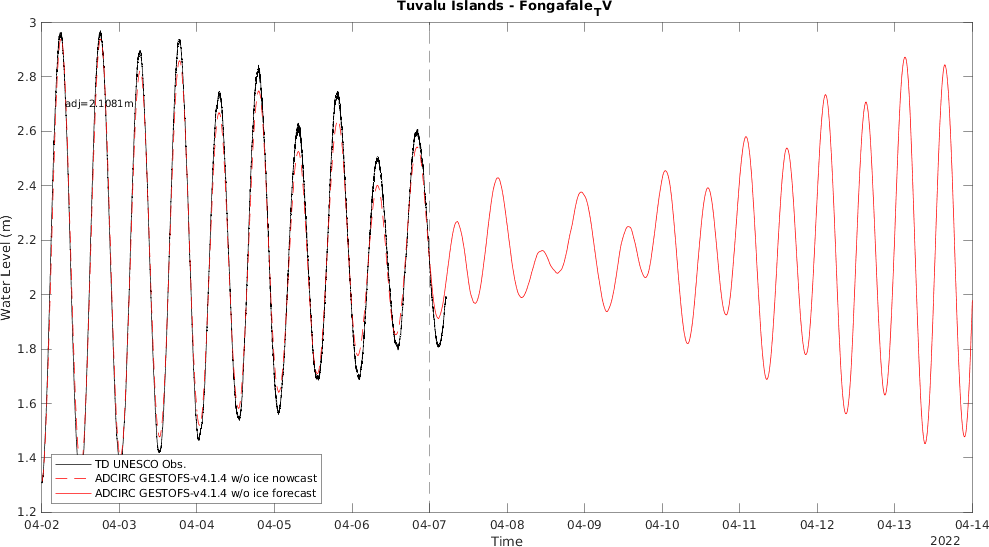 Tuvalu Islands - FongafaleTV
3
2.8
adj=2.1081m
2.6
2.4
2.2
Water Level (m)
2
1.8
1.6
1.4
1.2
TD UNESCO Obs.
ADCIRC GESTOFS-v4.1.4 w/o ice nowcast
ADCIRC GESTOFS-v4.1.4 w/o ice forecast
04-02 04-03 04-04 04-05 04-06 04-07 04-08 04-09 04-10 04-11 04-12 04-13 04-14
Time
2022